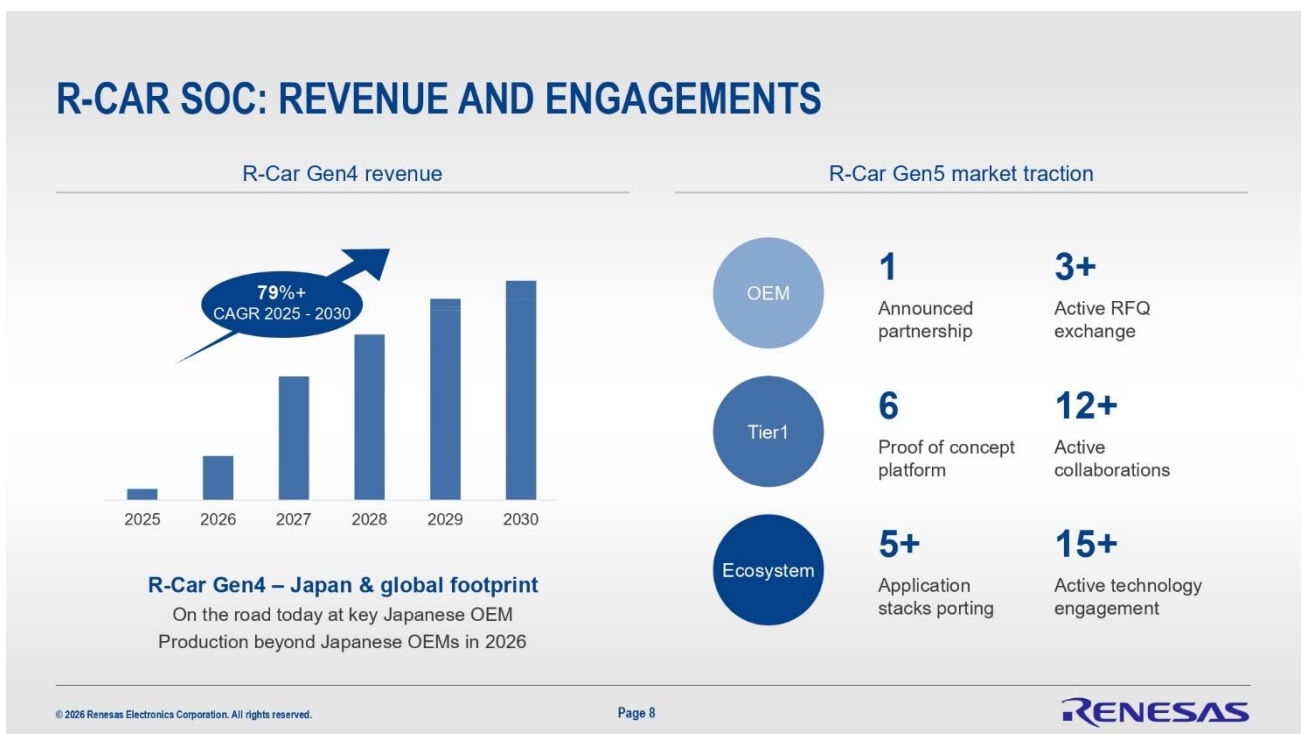 R-CAR SOC: REVENUE AND ENGAGEMENTS
R-Car Gen4 revenue
79%+
CAGR 2025 - 2030
2025 2026 2027 2028 2029 2030
R-Car Gen4 – Japan & global footprint
On the road today at key Japanese OEM
Production beyond Japanese OEMs in 2026
R-Car Gen5 market traction
OEM
1
Announced
partnership
3+
Active RFQ
exchange
Tier1
6
Proof of concept
platform
12+
Active
collaborations
Ecosystem
5+
Application
stacks porting
15+
Active technology
engagement
© 2026 Renesas Electronics Corporation. All rights reserved.
Page 8
RENESAS